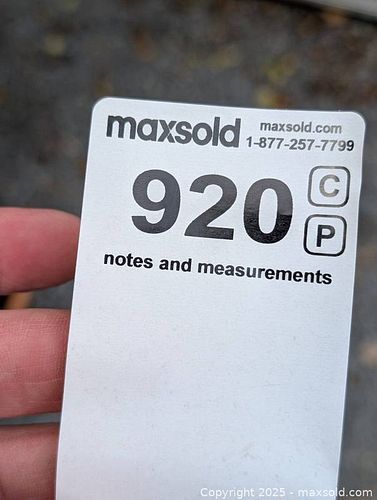 maxsold maxsold.com
1-877-257-7799
920 C
P
notes and measurements
Copyright 2025 - maxsold.com